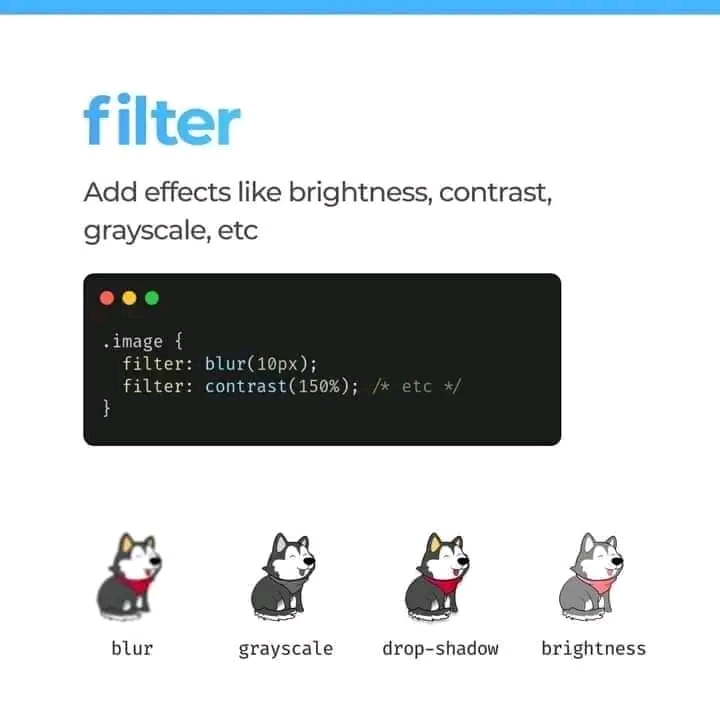 filter
Add effects like brightness, contrast,
grayscale, etc
.image {
filter: blur(10px);
filter: contrast(150%); /* etc */
}
blur grayscale drop-shadow brightness